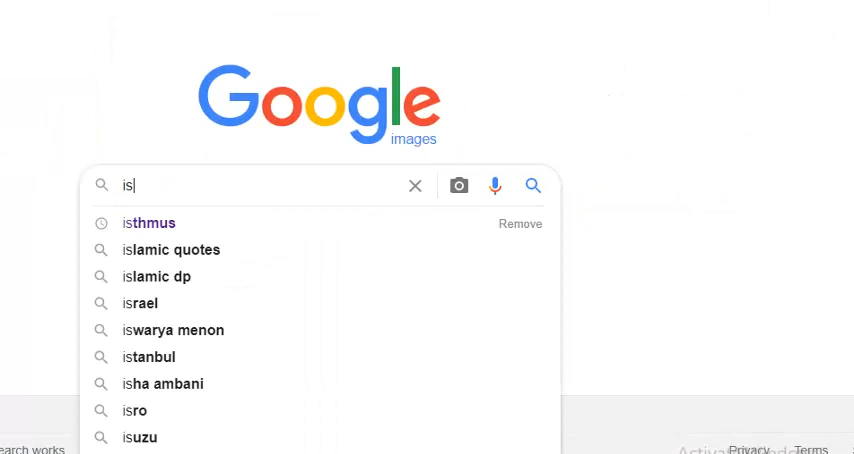 Google
images
is
isthmus Remove
islamic quotes
islamic dp
israel
iswarya menon
istanbul
isha ambani
isro
isuzu
earch works Privacy Terms